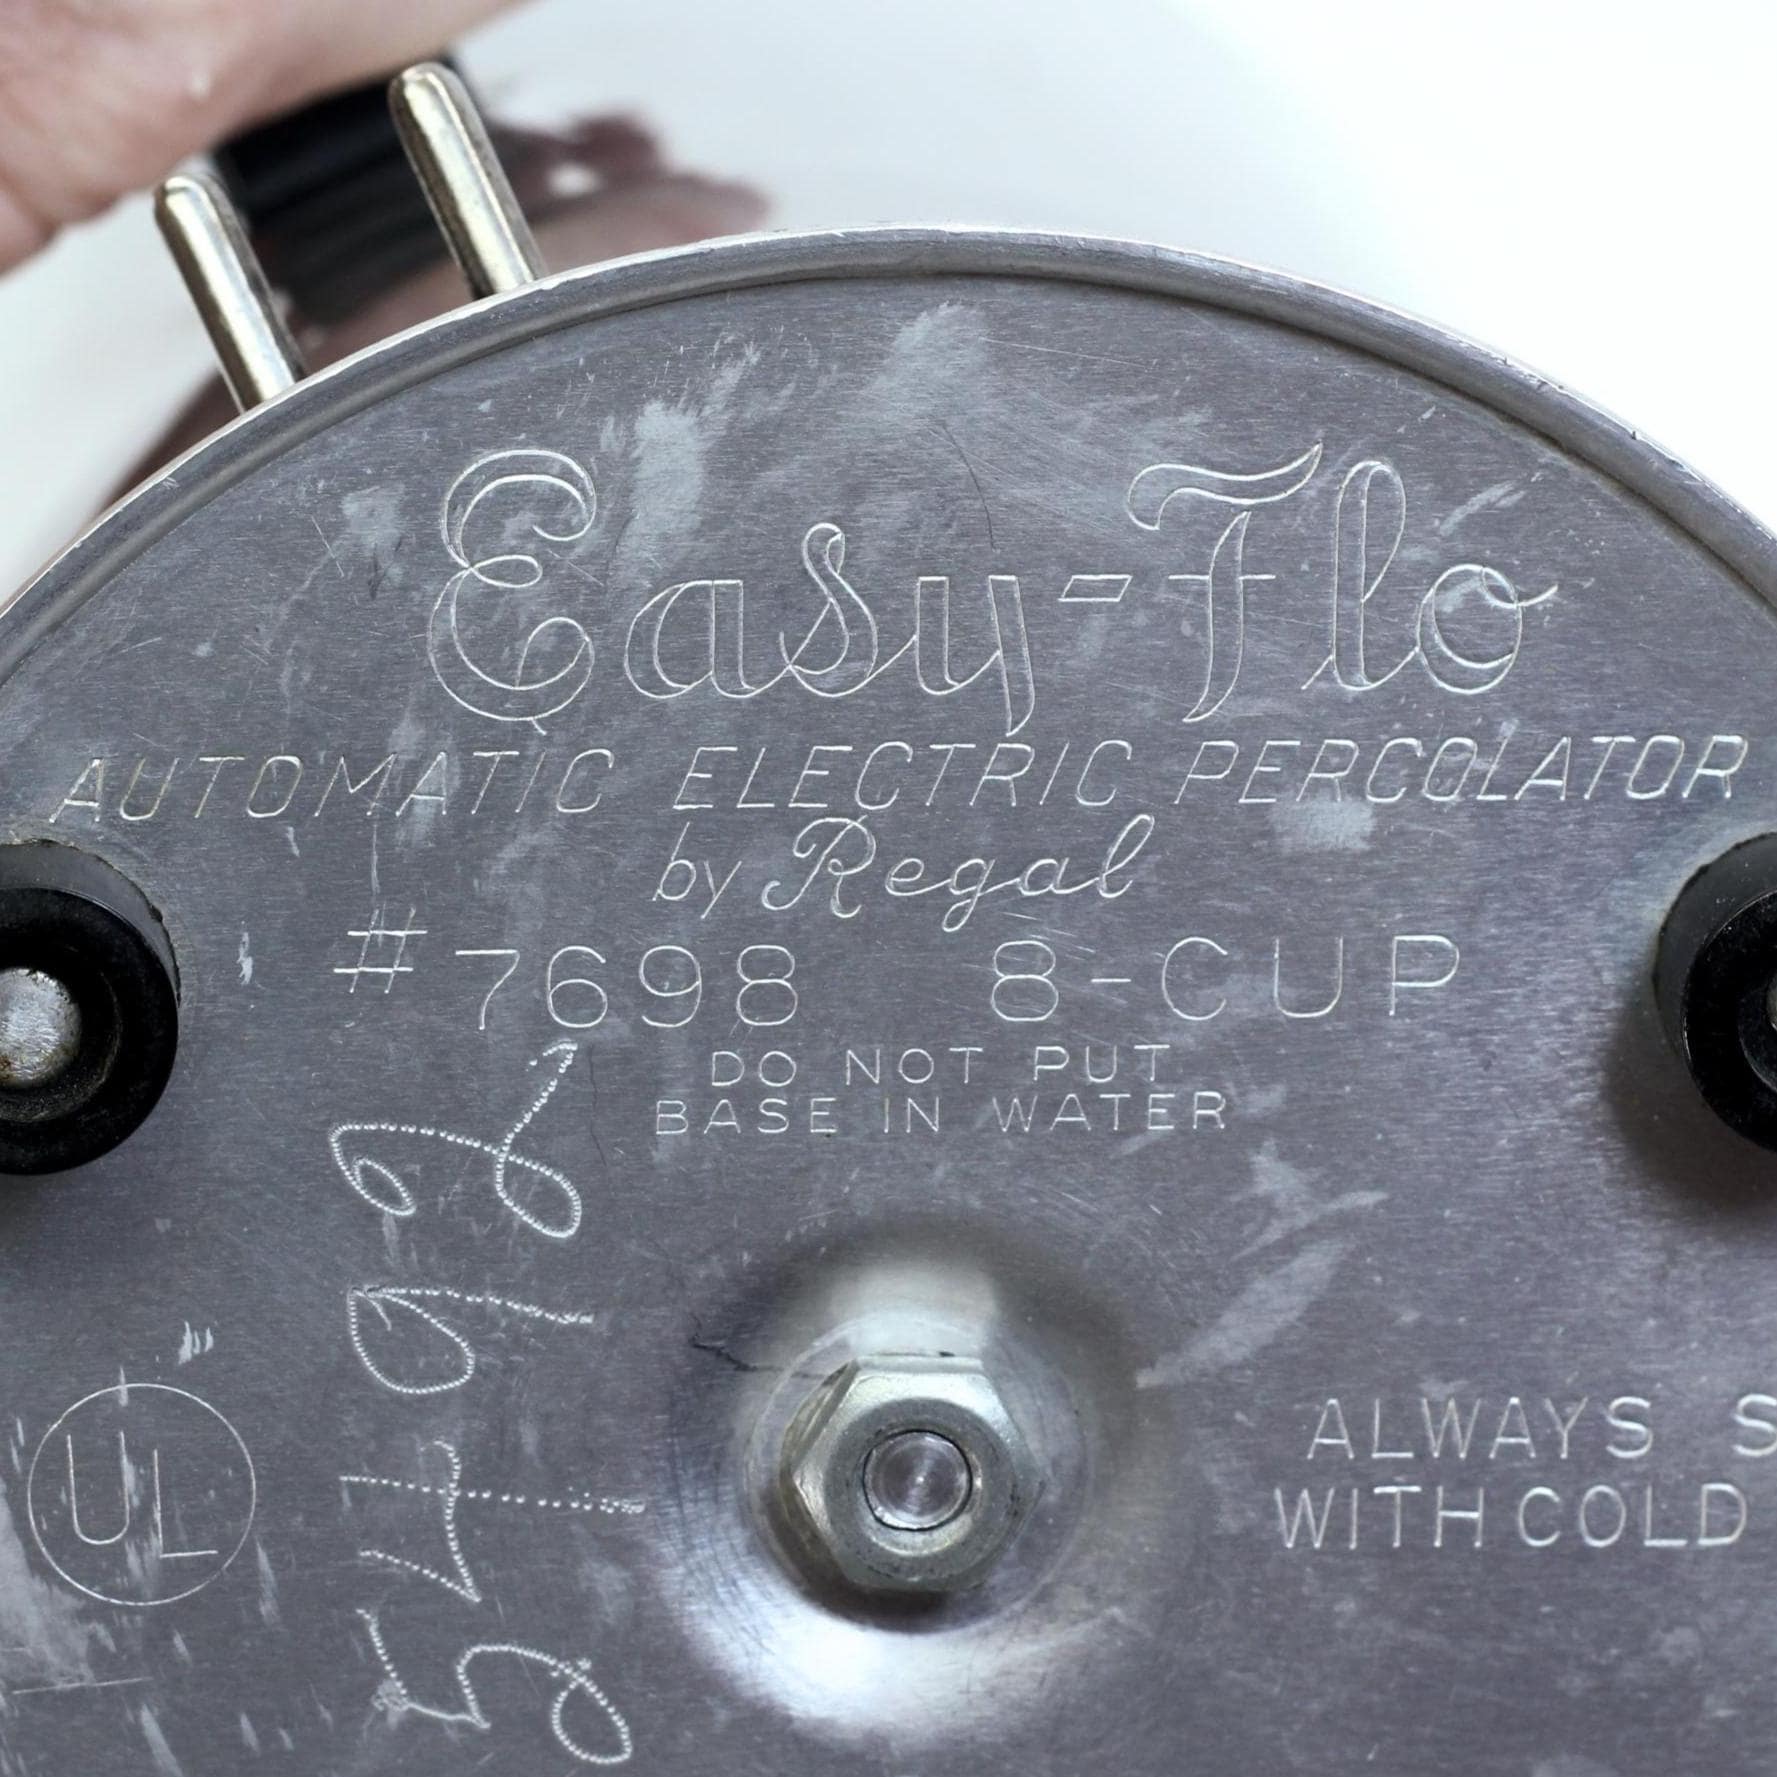 Easy-Flo
AUTOMATIC ELECTRIC PERCOLATOR
by Regal
#7698 8-CUP
DO NOT PUT
BASE IN WATER
UL
ALWAYS S
WITH COLD